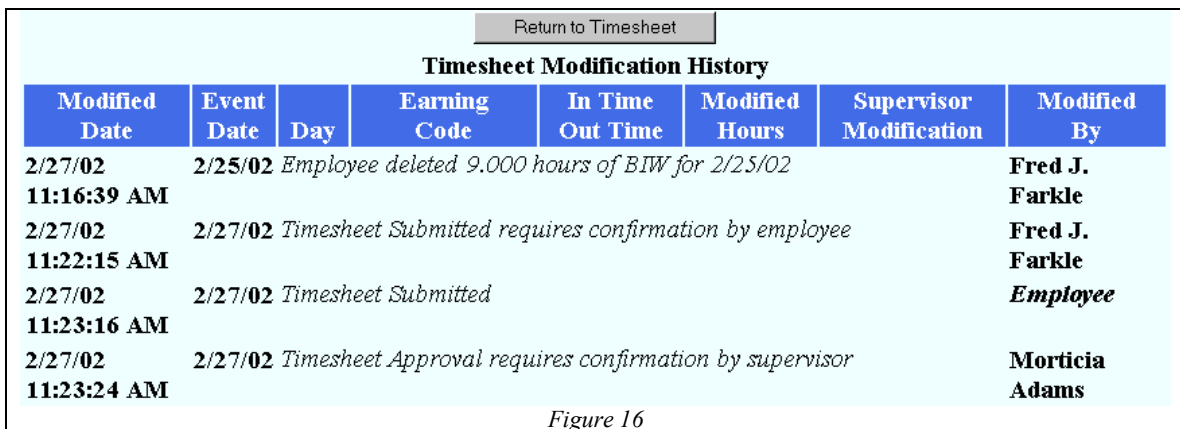 Return to Timesheet
Timesheet Modification History
Modified Date Event Date Day Earning Code In Time Out Time Modified Hours Supervisor Modification Modified By
2/27/02 2/25/02 Employee deleted 9.000 hours of BIW for 2/25/02 Fred J.
11:16:39 AM Farkle
2/27/02 2/27/02 Timesheet Submitted requires confirmation by employee Fred J.
11:22:15 AM Farkle
2/27/02 2/27/02 Timesheet Submitted Employee
11:23:16 AM
2/27/02 2/27/02 Timesheet Approval requires confirmation by supervisor Morticia
11:23:24 AM Adams
Figure 16